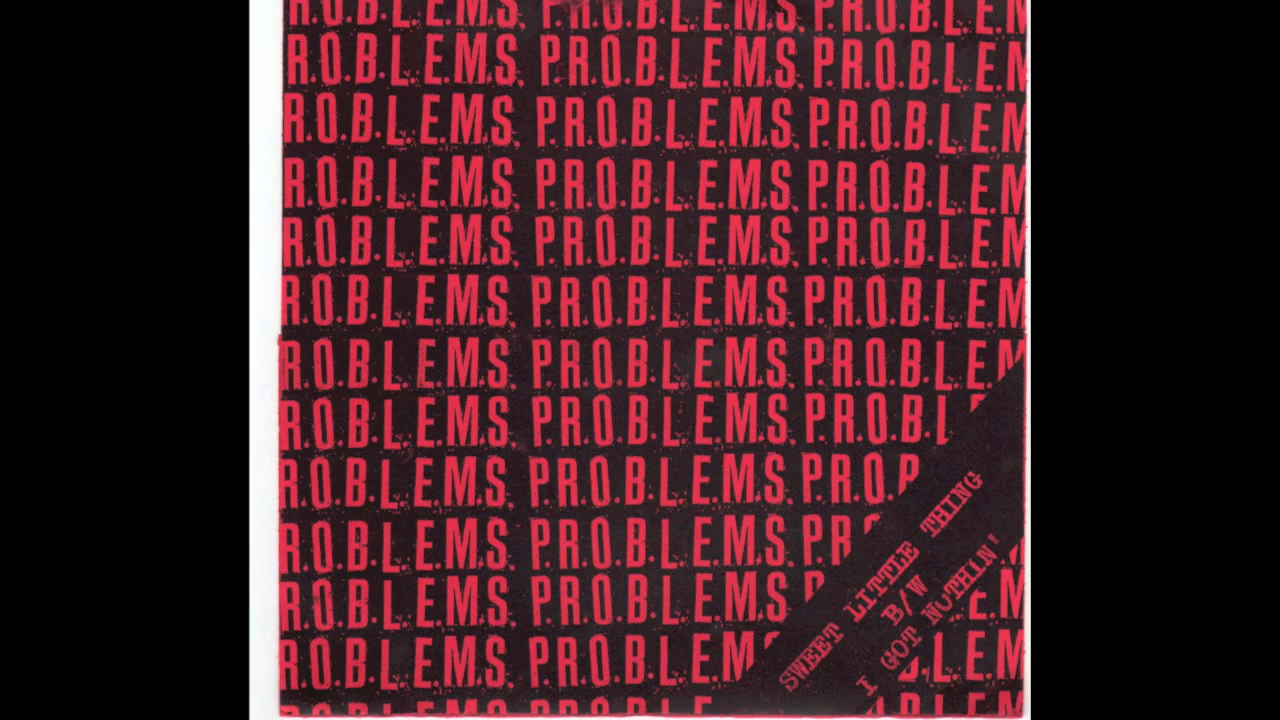 R.O.B.L.E.M.S. P.R.O.B.L.E.M.S. P.R.O.B.L.E.M
R.O.B.L.E.M.S. P.R.O.B.L.E.M.S. P.R.O.B.L.E.M
R.O.B.L.E.M.S. P.R.O.B.L.E.M.S. P.R.O.B.L.E.M
R.O.B.L.E.M.S. P.R.O.B.L.E.M.S. P.R.O.B.L.E.M
R.O.B.L.E.M.S. P.R.O.B.L.E.M.S. P.R.O.B.L.E.M
R.O.B.L.E.M.S. P.R.O.B.L.E.M.S. P.R.O.B.L.E.M
R.O.B.L.E.M.S. P.R.O.B.L.E.M.S. P.R.O.B.L.E.M
R.O.B.L.E.M.S. P.R.O.B.L.E.M.S. P.R.O.B.L
R.O.B.L.E.M.S. P.R.O.B.L.E.M.S. P.R.O.B
R.O.B.L.E.M.S. P.R.O.B.L.E.M.S. P.R.O
R.O.B.L.E.M.S. P.R.O.B.L.E.M.S. P E.M
R.O.B.L.E.M.S. P.R.O.B.L.E.M.S B.L.E.M
SWEET LITTLE THING
B/W
I GOT NOTHIN'